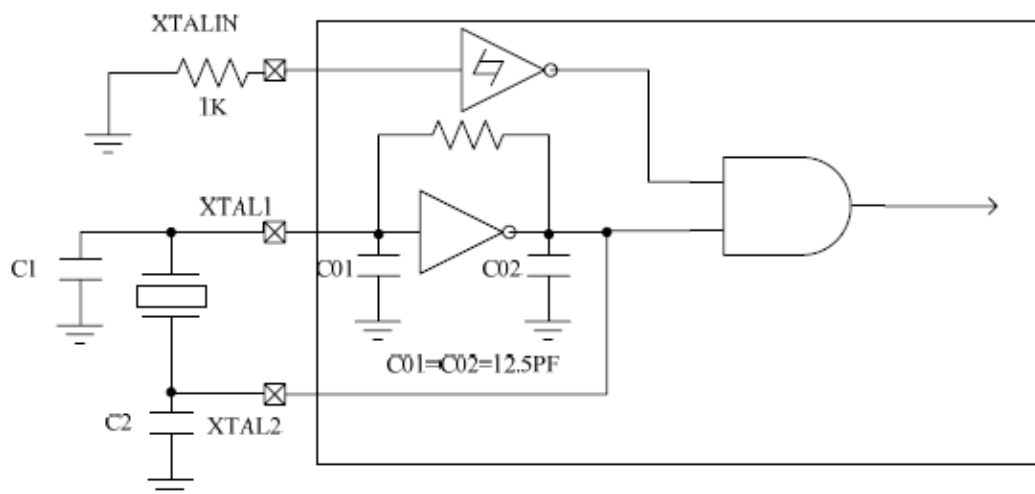 XTALIN
1K
XTAL1
C1
C01
C02
C01=C02=12.5PF
C2
XTAL2